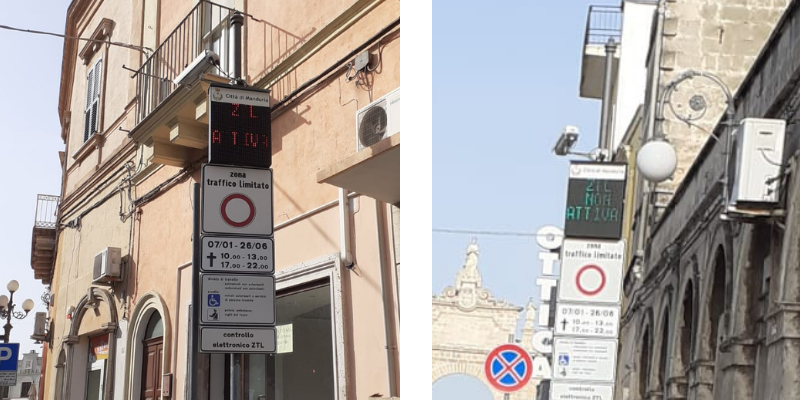 Città di Manduria
ZTL
ATTIVA
zona
traffico limitato
07/01 - 26/06
10.00 - 13.00
17.00 - 22.00
controllo
elettronico ZTL
P
Città di Manduria
ZTL
NON
ATTIVA
zona
traffico limitato
07/01 - 26/06
10.00 - 13.00
17.00 - 22.00
controllo
elettronico ZTL
OTTICA